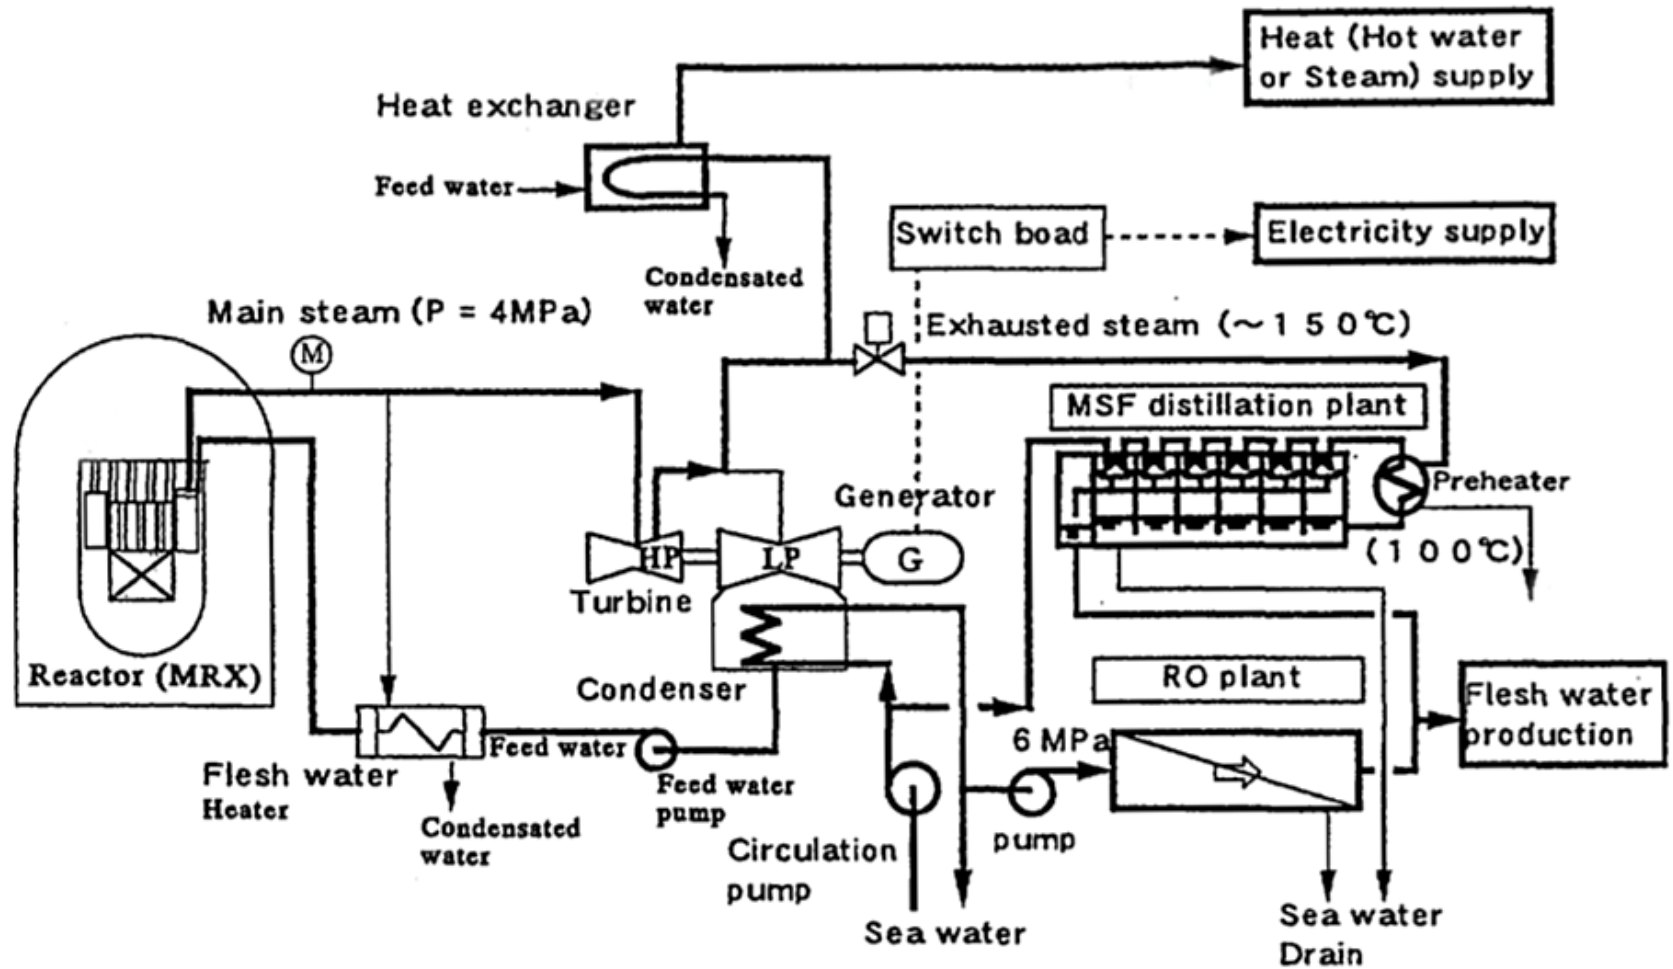 Heat (Hot water
or Steam) supply
Heat exchanger
Feed water
Switch boad
Electricity supply
Condensated
water
Main steam (P = 4MPa)
M
Exhausted steam (~150℃)
MSF distillation plant
Preheater
Generator
(100℃)
HP
LP
G
Turbine
Reactor (MRX)
RO plant
Condenser
Flesh water
production
6 MPa
Feed water
Flesh water
Heater
Feed water
pump
Condensated
water
pump
Circulation
pump
Sea water
Sea water
Drain